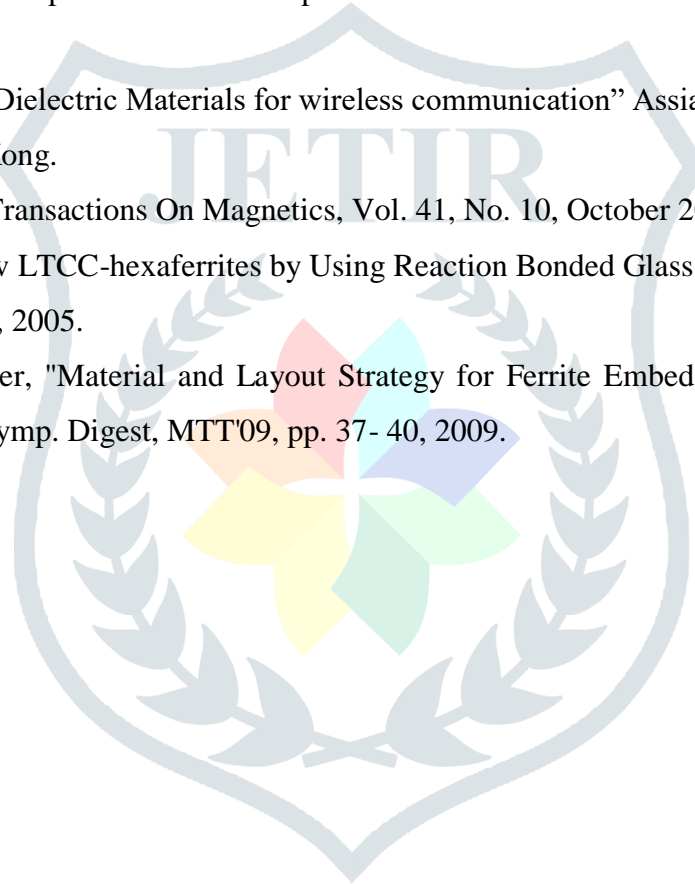 Dielectric Materials for wireless communication” Assia
Kong.
Transactions On Magnetics, Vol. 41, No. 10, October 2
JETIR
LTCC-hexaferrites by Using Reaction Bonded Glass
, 2005.
er, "Material and Layout Strategy for Ferrite Embed
ymp. Digest, MTT'09, pp. 37- 40, 2009.